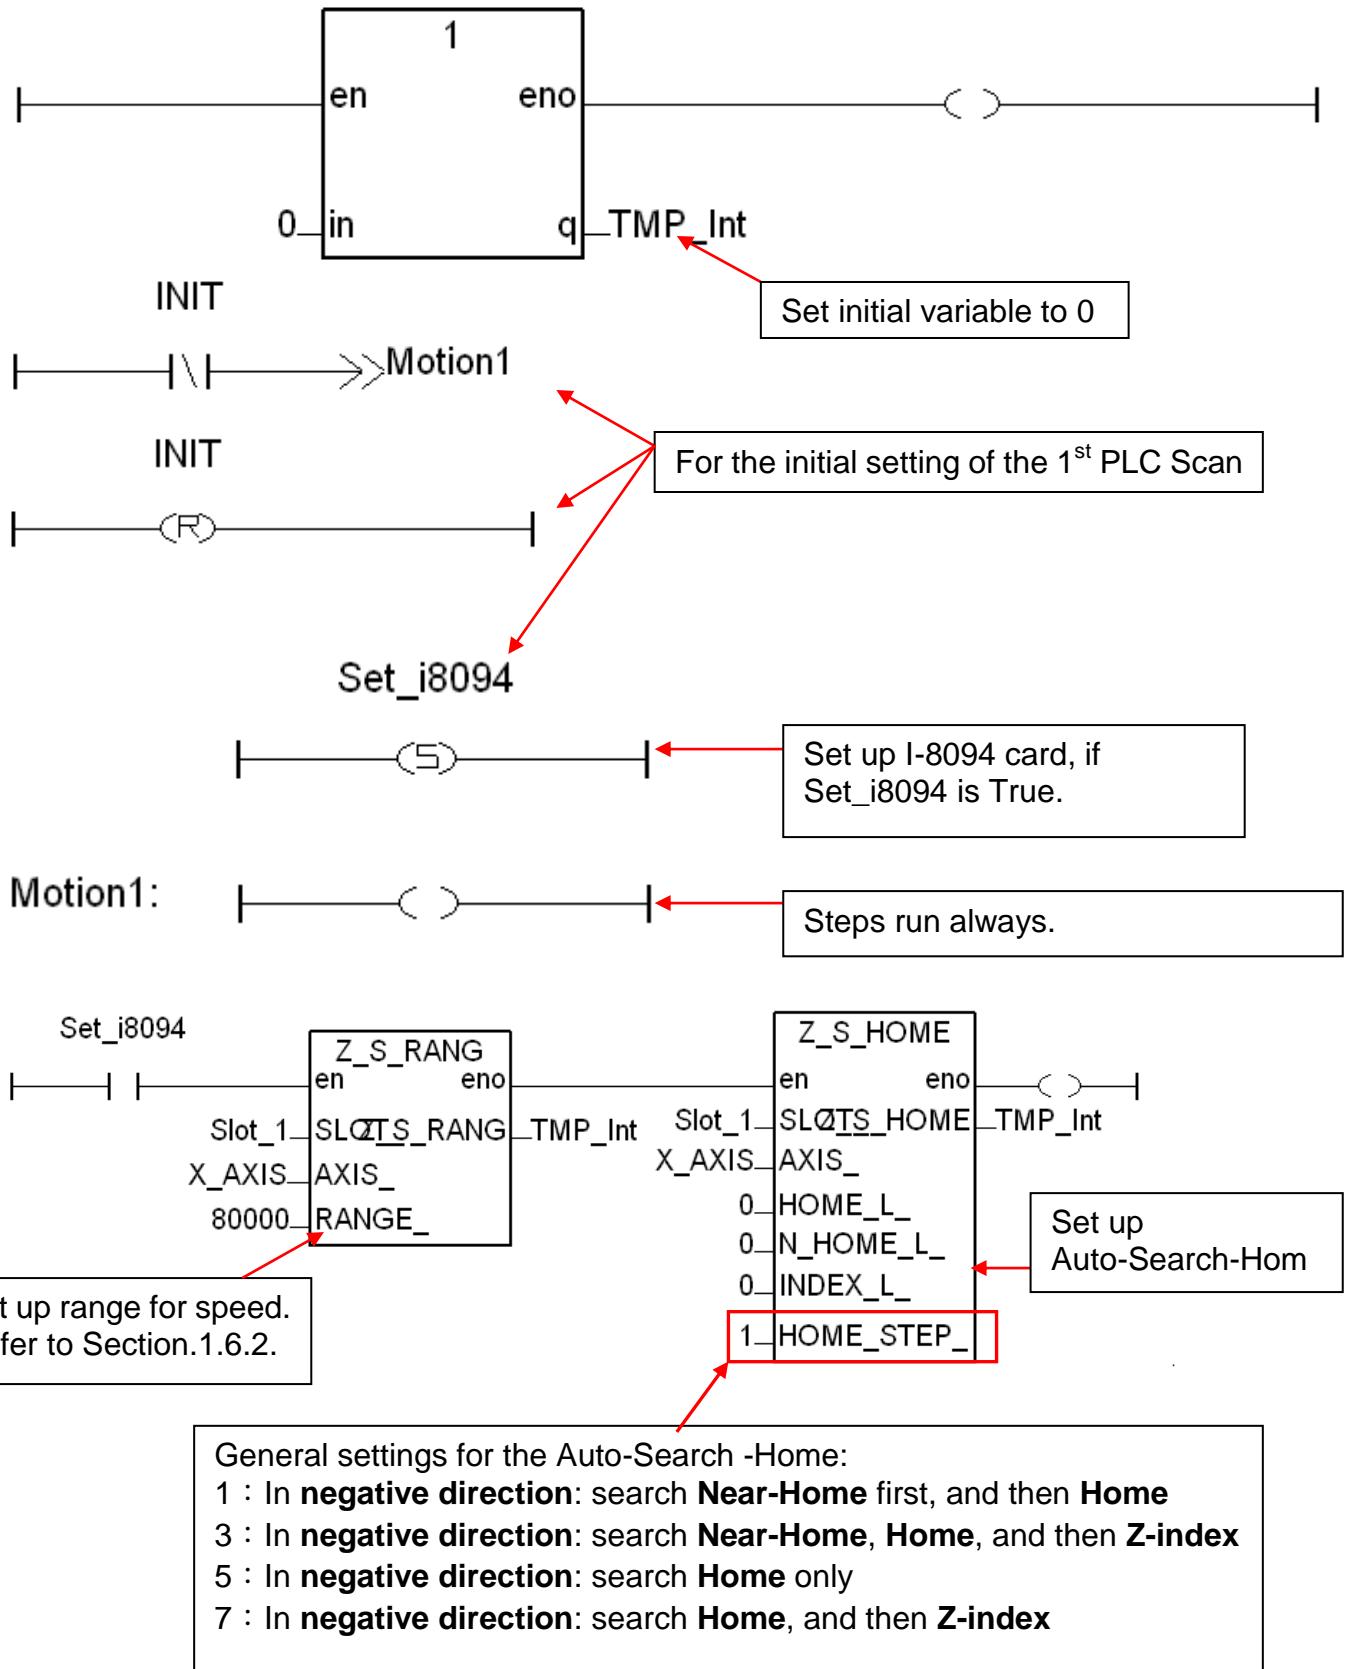 1
en eno
0 in q TMP_Int
Set initial variable to 0
INIT
Motion1
INIT
For the initial setting of the 1st PLC Scan
R
Set_i8094
S
Set up I-8094 card, if
Set_i8094 is True.
Motion1:
Steps run always.
Set_i8094
Z_S_RANG
en eno
Slot_1 SLOT_ Z_S_RANG TMP_Int
X_AXIS AXIS_
80000 RANGE_
Z_S_HOME
en eno
Slot_1 SLOT_ Z_S_HOME TMP_Int
X_AXIS AXIS_
0 HOME_L_
0 N_HOME_L_
0 INDEX_L_
1 HOME_STEP_
Set up
Auto-Search-Hom
t up range for speed.
fer to Section.1.6.2.
General settings for the Auto-Search -Home:
1：In negative direction: search Near-Home first, and then Home
3：In negative direction: search Near-Home, Home, and then Z-index
5：In negative direction: search Home only
7：In negative direction: search Home, and then Z-index